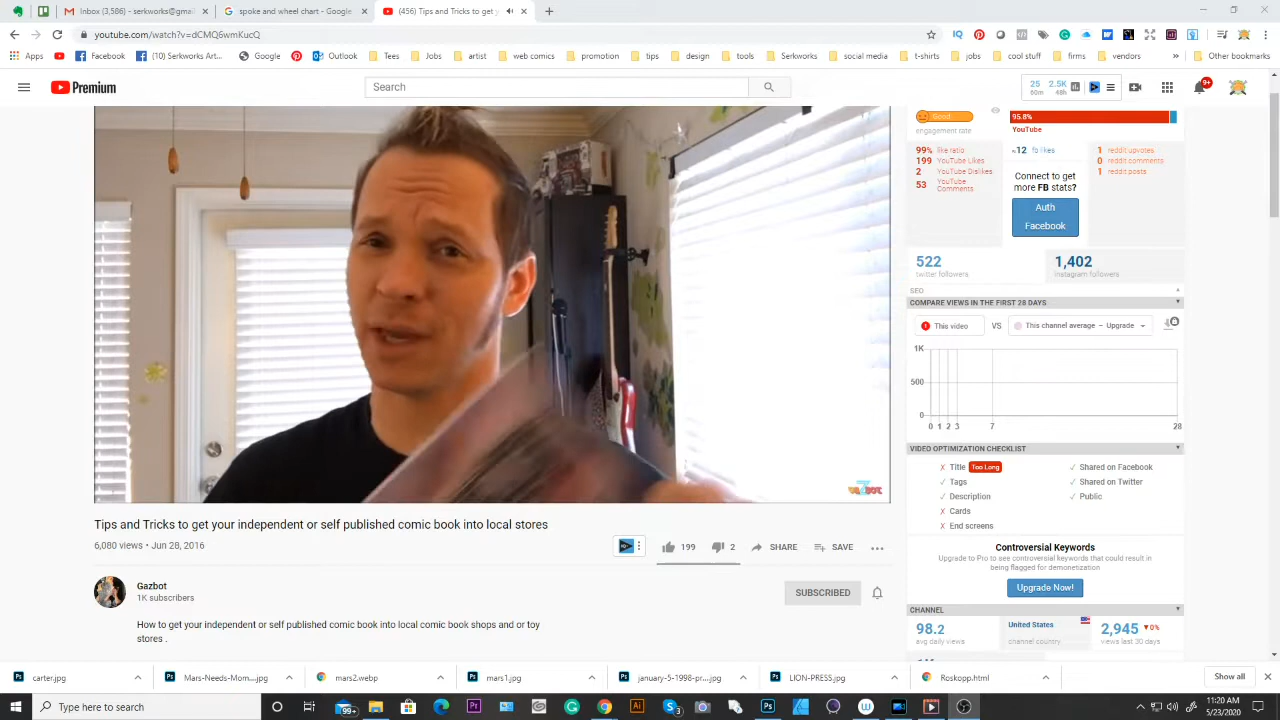 Inbox (3,586) - serkworks@gmai
spoke and wheel chart - Google
(456) Tips and Tricks to get y
youtube.com/watch?v=dCMQ6wmKucQ
Apps
YouTube
Facebook
(10) Serkworks Art...
Google
Outlook
Tees
Jobs
artist
web comics
promotion
tips
design
tools
Serkworks
social media
t shirts
jobs
cool stuff
firms
vendors
Other bookmarks
Premium
Search
25
60m
2.5K
48h
9+
Good
engagement rate
95.8%
YouTube
99% like ratio
199 YouTube Likes
2 YouTube Dislikes
53 YouTube Comments
12 fb likes
Connect to get
more FB stats?
Auth
Facebook
1 reddit upvotes
0 reddit comments
1 reddit posts
522
twitter followers
1,402
instagram followers
SEO
COMPARE VIEWS IN THE FIRST 28 DAYS
This video VS This channel average - Upgrade
1K
500
0
0 1 2 3 7 28
VIDEO OPTIMIZATION CHECKLIST
Title Too Long
Tags
Description
Cards
End screens
Shared on Facebook
Shared on Twitter
Public
Controversial Keywords
Upgrade to Pro to see controversial keywords that could result in
being flagged for demonetization
Upgrade Now!
CHANNEL
98.2
avg daily views
United States
channel country
2,945 0%
views last 30 days
Tips and Tricks to get your independent or self published comic book into local stores
6,080 views • Jun 28, 2016
199
2
SHARE
SAVE
Gazbot
1K subscribers
SUBSCRIBED
How to get your independent or self published comic book into local comic book shops and or toy
stores .
carter.jpg
Mars-Needs-Mom....jpg
mars2.webp
mars1.jpg
january-5-1998-pr....jpg
LION-PRESS.jpg
Roskopp.html
Show all
Type here to search
99+
11:20 AM
5/23/2020